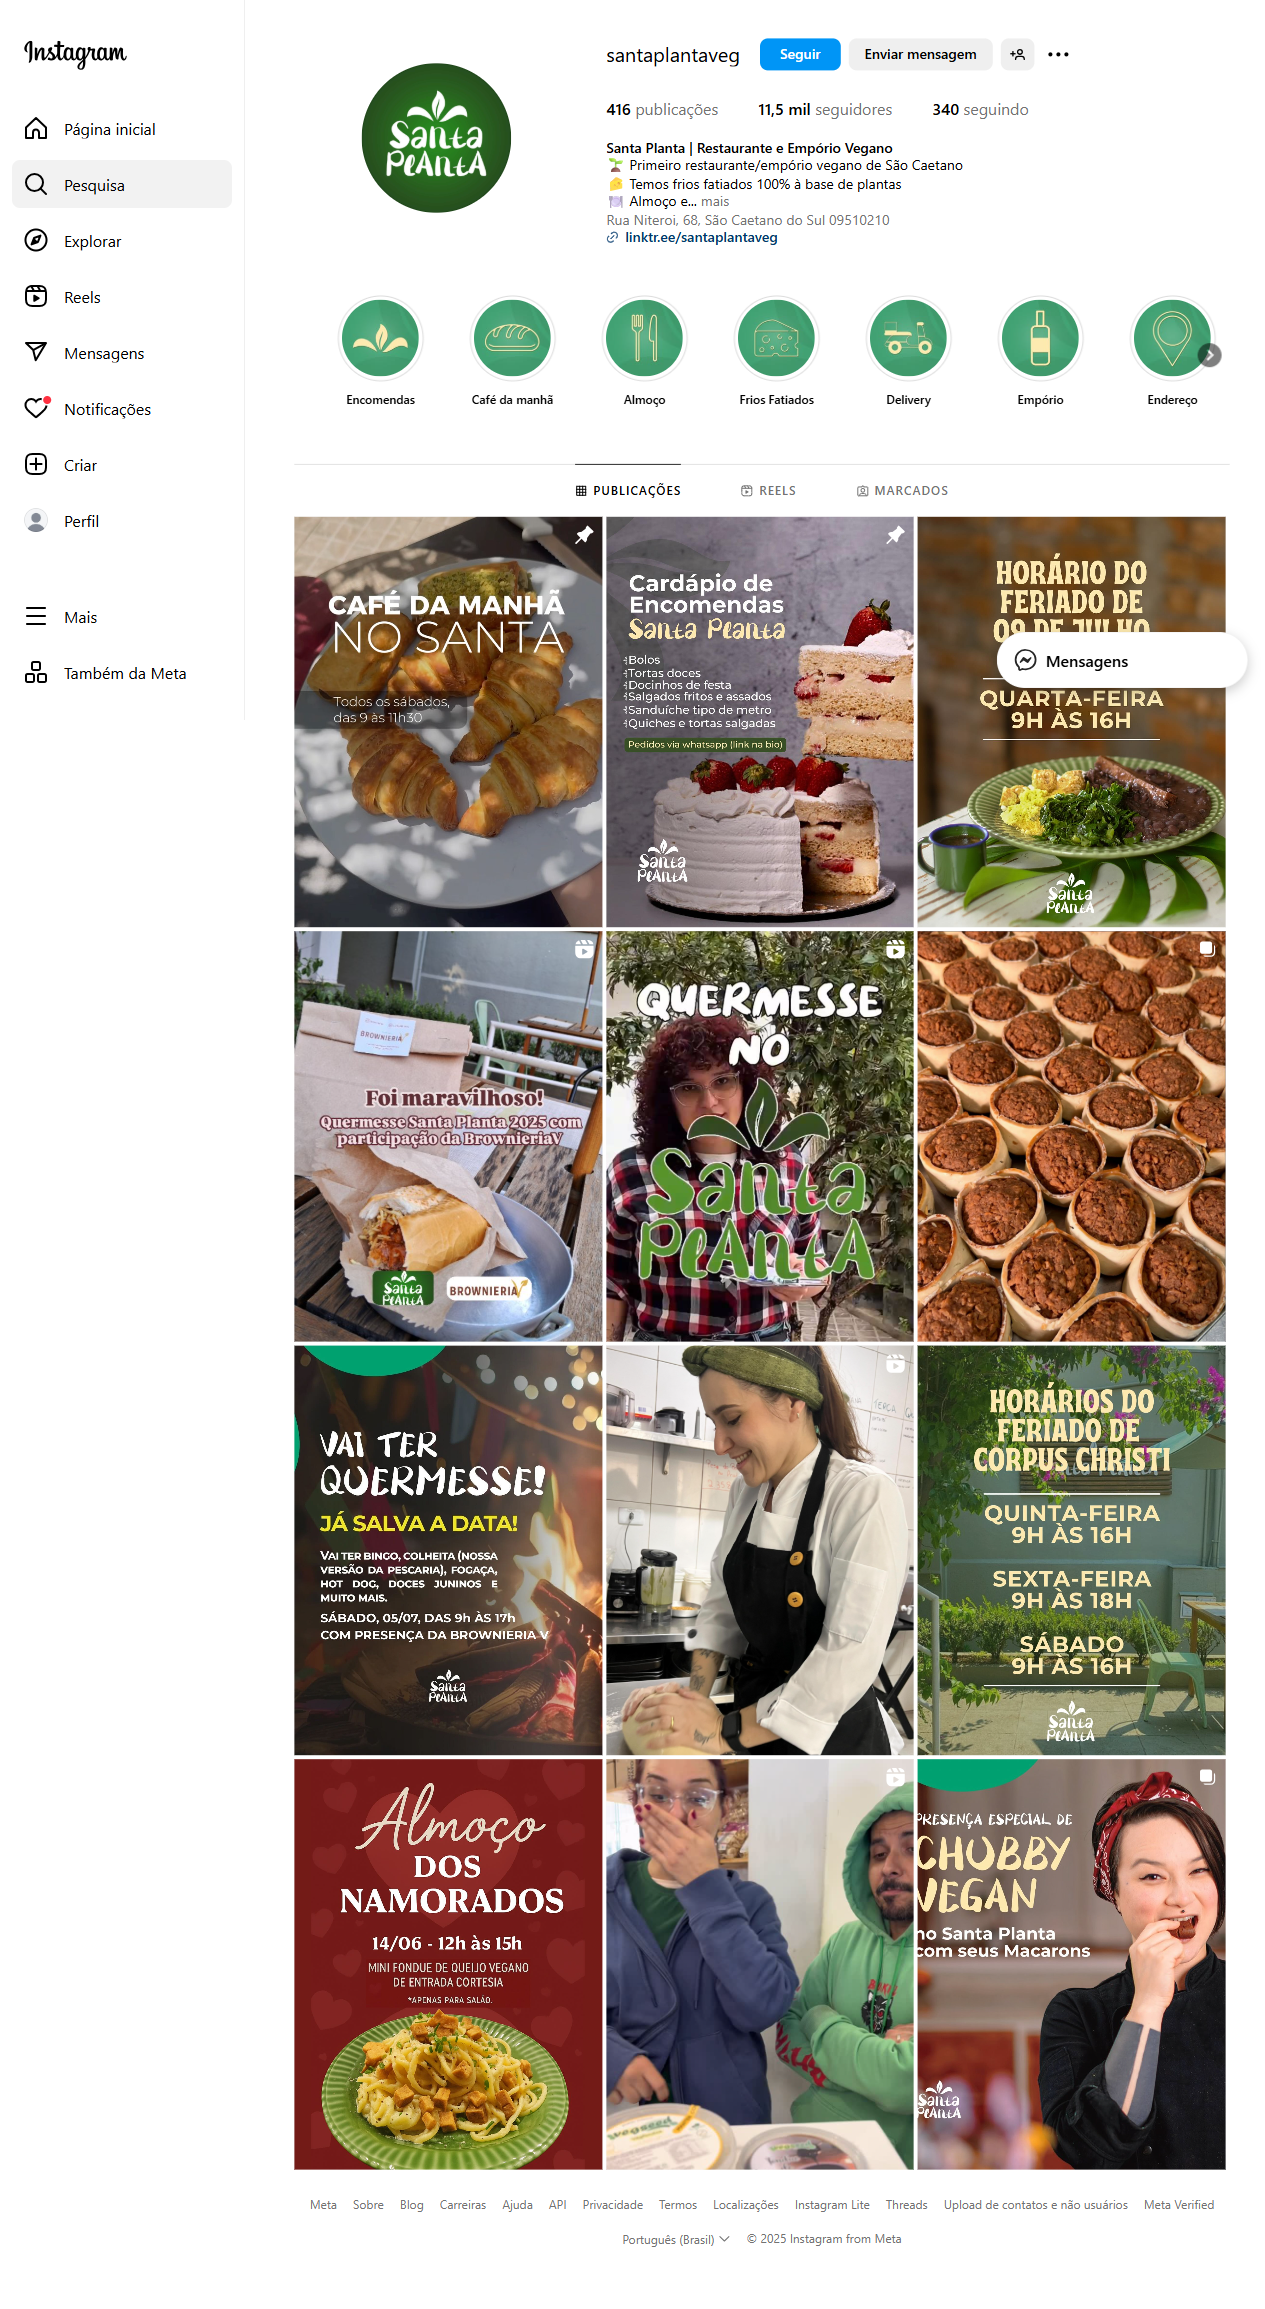 Instagram
Página inicial
Pesquisa
Explorar
Reels
Mensagens
Notificações
Criar
Perfil
Mais
Também da Meta
Santa
Planta
santaplantaveg
Seguir
Enviar mensagem
416 publicações
11,5 mil seguidores
340 seguindo
Santa Planta | Restaurante e Empório Vegano
Primeiro restaurante/empório vegano de São Caetano
Temos frios fatiados 100% à base de plantas
Almoço e... mais
Rua Niteroi, 68, São Caetano do Sul 09510210
linktr.ee/santaplantaveg
Encomendas
Café da manhã
Almoço
Frios Fatiados
Delivery
Empório
Endereço
PUBLICAÇÕES
REELS
MARCADOS
CAFÉ DA MANHÃ
NO SANTA
Todos os sábados,
das 9 às 11h30
Cardápio de
Encomendas
Santa Planta
Bolos
Tortas doces
Docinhos de festa
Salgados fritos e assados
Sanduíche tipo de metro
Quiches e tortas salgadas
Pedidos via whatsapp (link na bio)
Santa
Planta
HORÁRIO DO
FERIADO DE
09 DE JULHO
Mensagens
QUARTA-FEIRA
9H ÀS 16H
Santa
Planta
BROWNIERIA
Foi maravilhoso!
Quermesse Santa Planta 2025 com
participação da BrownieriaV
Santa
Planta
BROWNIERIA V
QUERMESSE
NO
Santa
Planta
VAI TER
QUERMESSE!
JÁ SALVA A DATA!
VAI TER BINGO, COLHEITA (NOSSA
VERSÃO DA PESCARIA), FOGAÇA,
HOT DOG, DOCES JUNINOS E
MUITO MAIS.
SÁBADO, 05/07, DAS 9h ÀS 17h
COM PRESENÇA DA BROWNIERIA V
Santa
Planta
TERÇA
HORÁRIOS DO
FERIADO DE
CORPUS CHRISTI
QUINTA-FEIRA
9H ÀS 16H
SEXTA-FEIRA
9H ÀS 18H
SÁBADO
9H ÀS 16H
Santa
Planta
Almoço
DOS
NAMORADOS
14/06 - 12h às 15h
MINI FONDUE DE QUEIJO VEGANO
DE ENTRADA CORTESIA
*APENAS PARA SALÃO.
PRESENÇA ESPECIAL DE
CHUBBY
VEGAN
no Santa Planta
com seus Macarons
Santa
Planta
Meta
Sobre
Blog
Carreiras
Ajuda
API
Privacidade
Termos
Localizações
Instagram Lite
Threads
Upload de contatos e não usuários
Meta Verified
Português (Brasil)
© 2025 Instagram from Meta